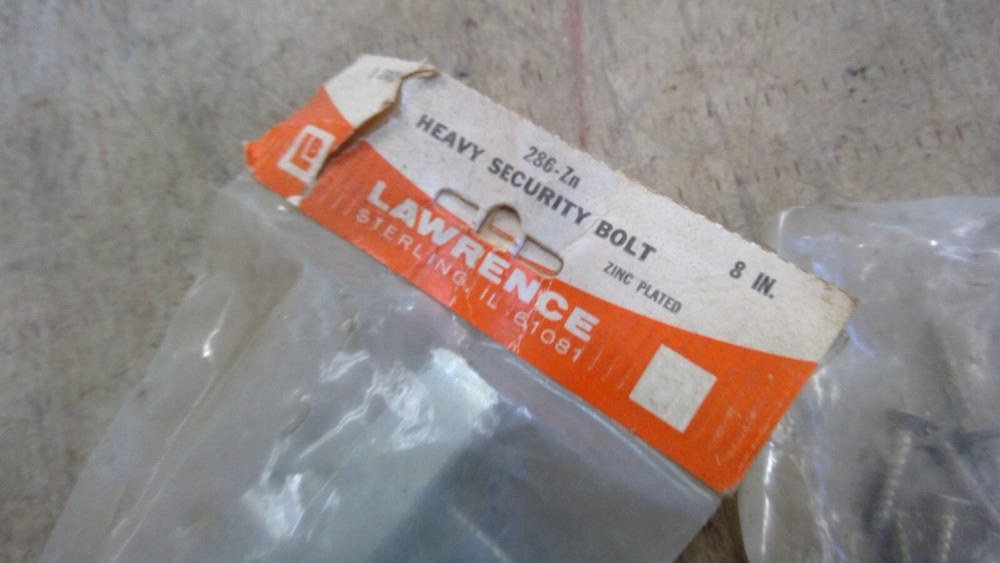 286-Zn
HEAVY SECURITY BOLT
8 IN.
ZINC PLATED
LAWRENCE
STERLING, IL 61081